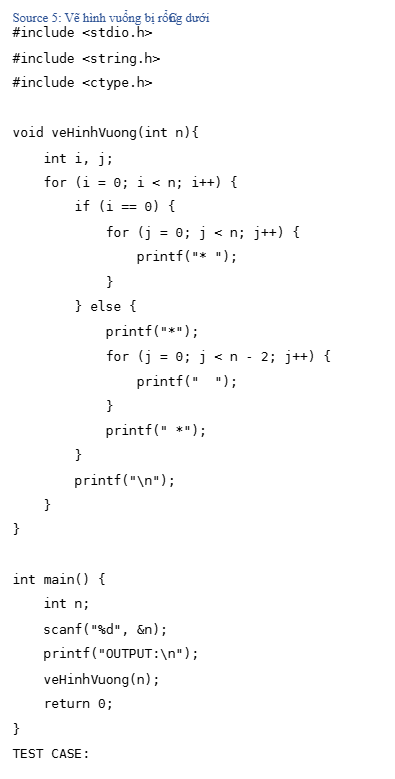 Source 5: Vẽ hình vuông bị rỗng dưới
#include <stdio.h>
#include <string.h>
#include <ctype.h>
void veHinhVuong(int n){
    int i, j;
    for (i = 0; i < n; i++) {
        if (i == 0) {
            for (j = 0; j < n; j++) {
                printf("* ");
            }
        } else {
            printf("*");
            for (j = 0; j < n - 2; j++) {
                printf("  ");
            }
            printf(" *");
        }
        printf("\n");
    }
}
int main() {
    int n;
    scanf("%d", &n);
    printf("OUTPUT:\n");
    veHinhVuong(n);
    return 0;
}
TEST CASE: